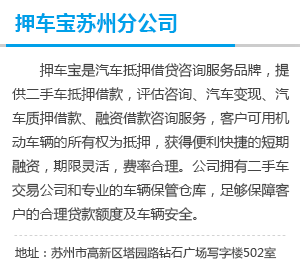 押车宝苏州分公司
押车宝是汽车抵押借贷咨询服务品牌，提
供二手车抵押借款，评估咨询、汽车变现、汽
车质押借款、融资借款咨询服务，客户可用机
动车辆的所有权为抵押，获得便利快捷的短期
融资，期限灵活，费率合理。公司拥有二手车
交易公司和专业的车辆保管仓库，足够保障客
户的合理贷款额度及车辆安全。
地址：苏州市高新区塔园路钻石广场写字楼502室